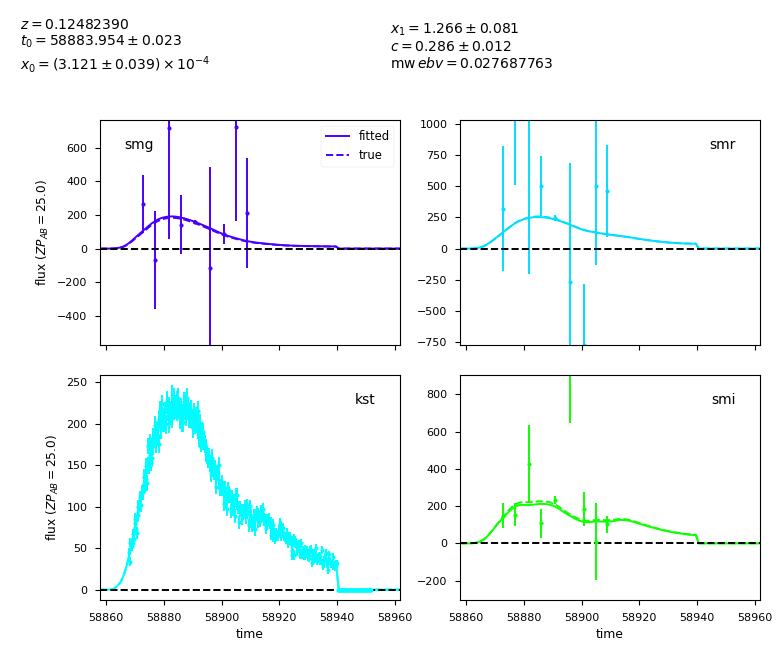 z = 0.12482390
t₀ = 58883.954 ± 0.023
x₀ = (3.121 ± 0.039) × 10⁻⁴
x₁ = 1.266 ± 0.081
c = 0.286 ± 0.012
mw ebv = 0.027687763
smg
fitted
true
600
400
200
0
−200
−400
flux (ZP_AB = 25.0)
smr
1000
750
500
250
0
−250
−500
−750
kst
250
200
150
100
50
0
flux (ZP_AB = 25.0)
58860 58880 58900 58920 58940 58960
time
smi
800
600
400
200
0
−200
58860 58880 58900 58920 58940 58960
time